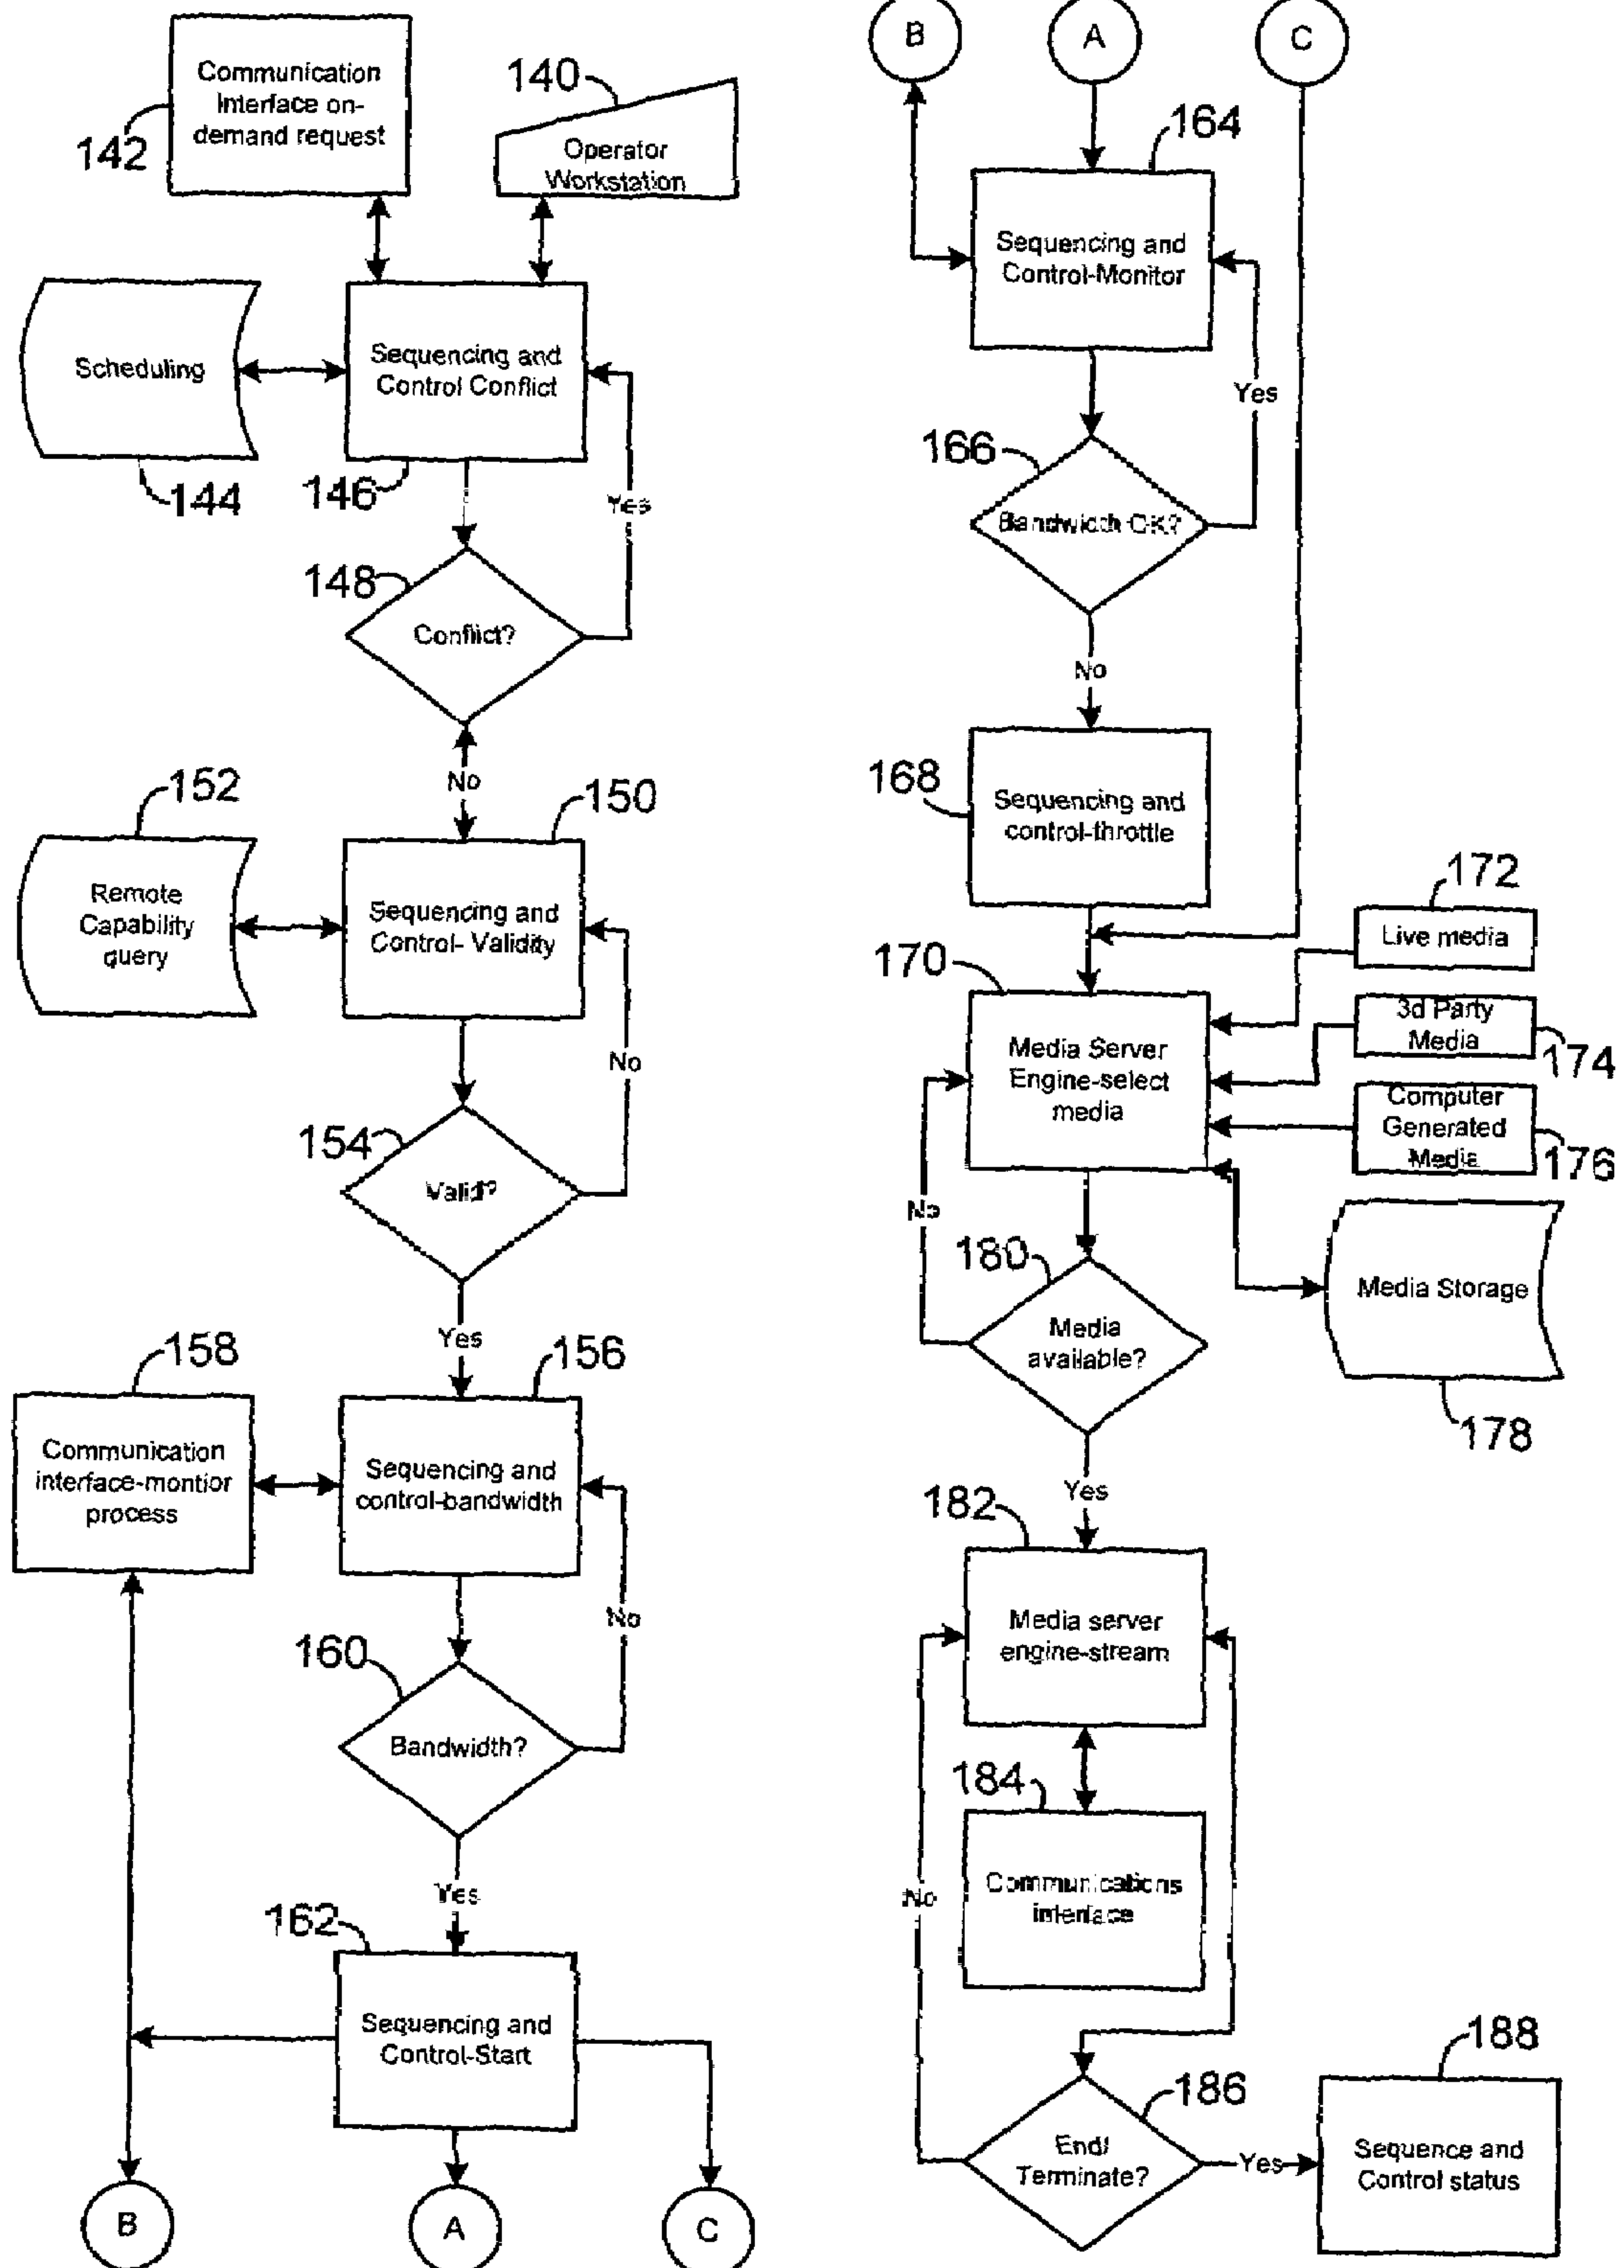 Communication
Interface on-
demand request
142
140
Operator
Workstation
Scheduling
144
Sequencing and
Control Conflict
146
Yes
148
Conflict?
No
152
Remote
Capability
query
150
Sequencing and
Control- Validity
No
154
Valid?
Yes
158
Communication
interface-montior
process
156
Sequencing and
control-bandwidth
No
160
Bandwidth?
Yes
162
Sequencing and
Control-Start
B
A
C
B
A
C
164
Sequencing and
Control-Monitor
Yes
166
Bandwidth OK?
No
168
Sequencing and
control-throttle
172
Live media
170
Media Server
Engine-select
media
3d Party
Media
174
Computer
Generated
Media
176
No
180
Media
available?
Media Storage
178
Yes
182
Media server
engine-stream
184
Communications
interface
No
186
End/
Terminate?
Yes
188
Sequence and
Control status